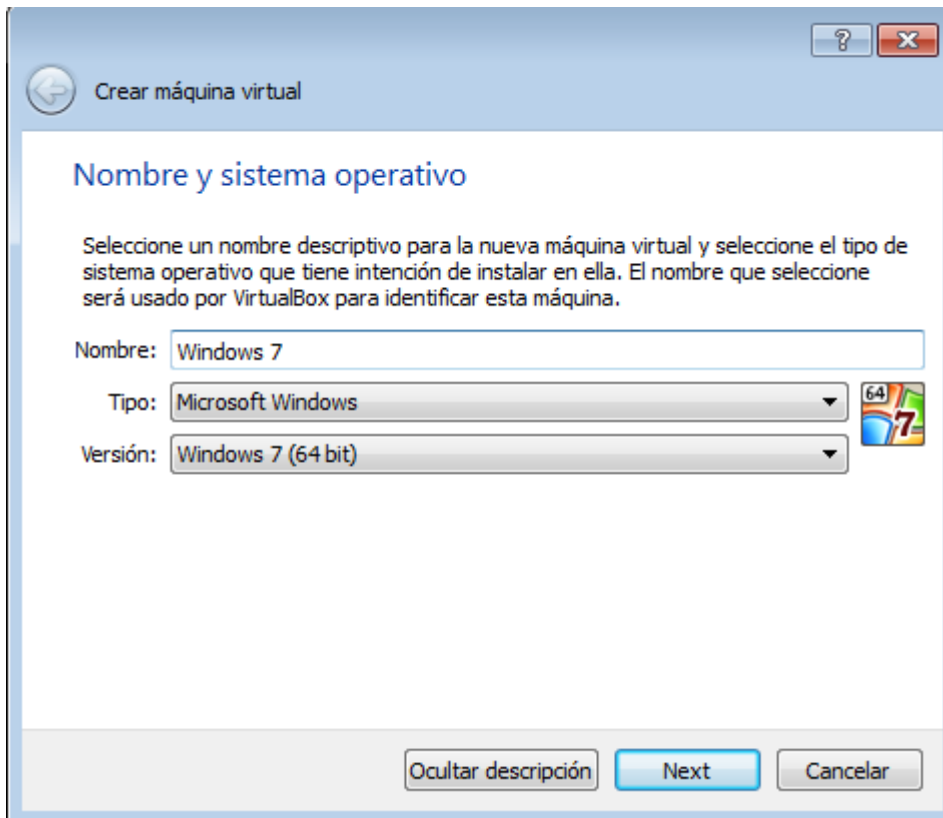 ?
Crear máquina virtual
Nombre y sistema operativo
Seleccione un nombre descriptivo para la nueva máquina virtual y seleccione el tipo de
sistema operativo que tiene intención de instalar en ella. El nombre que seleccione
será usado por VirtualBox para identificar esta máquina.
Nombre: Windows 7
Tipo: Microsoft Windows
64
7
Versión: Windows 7 (64 bit)
Ocultar descripción Next Cancelar